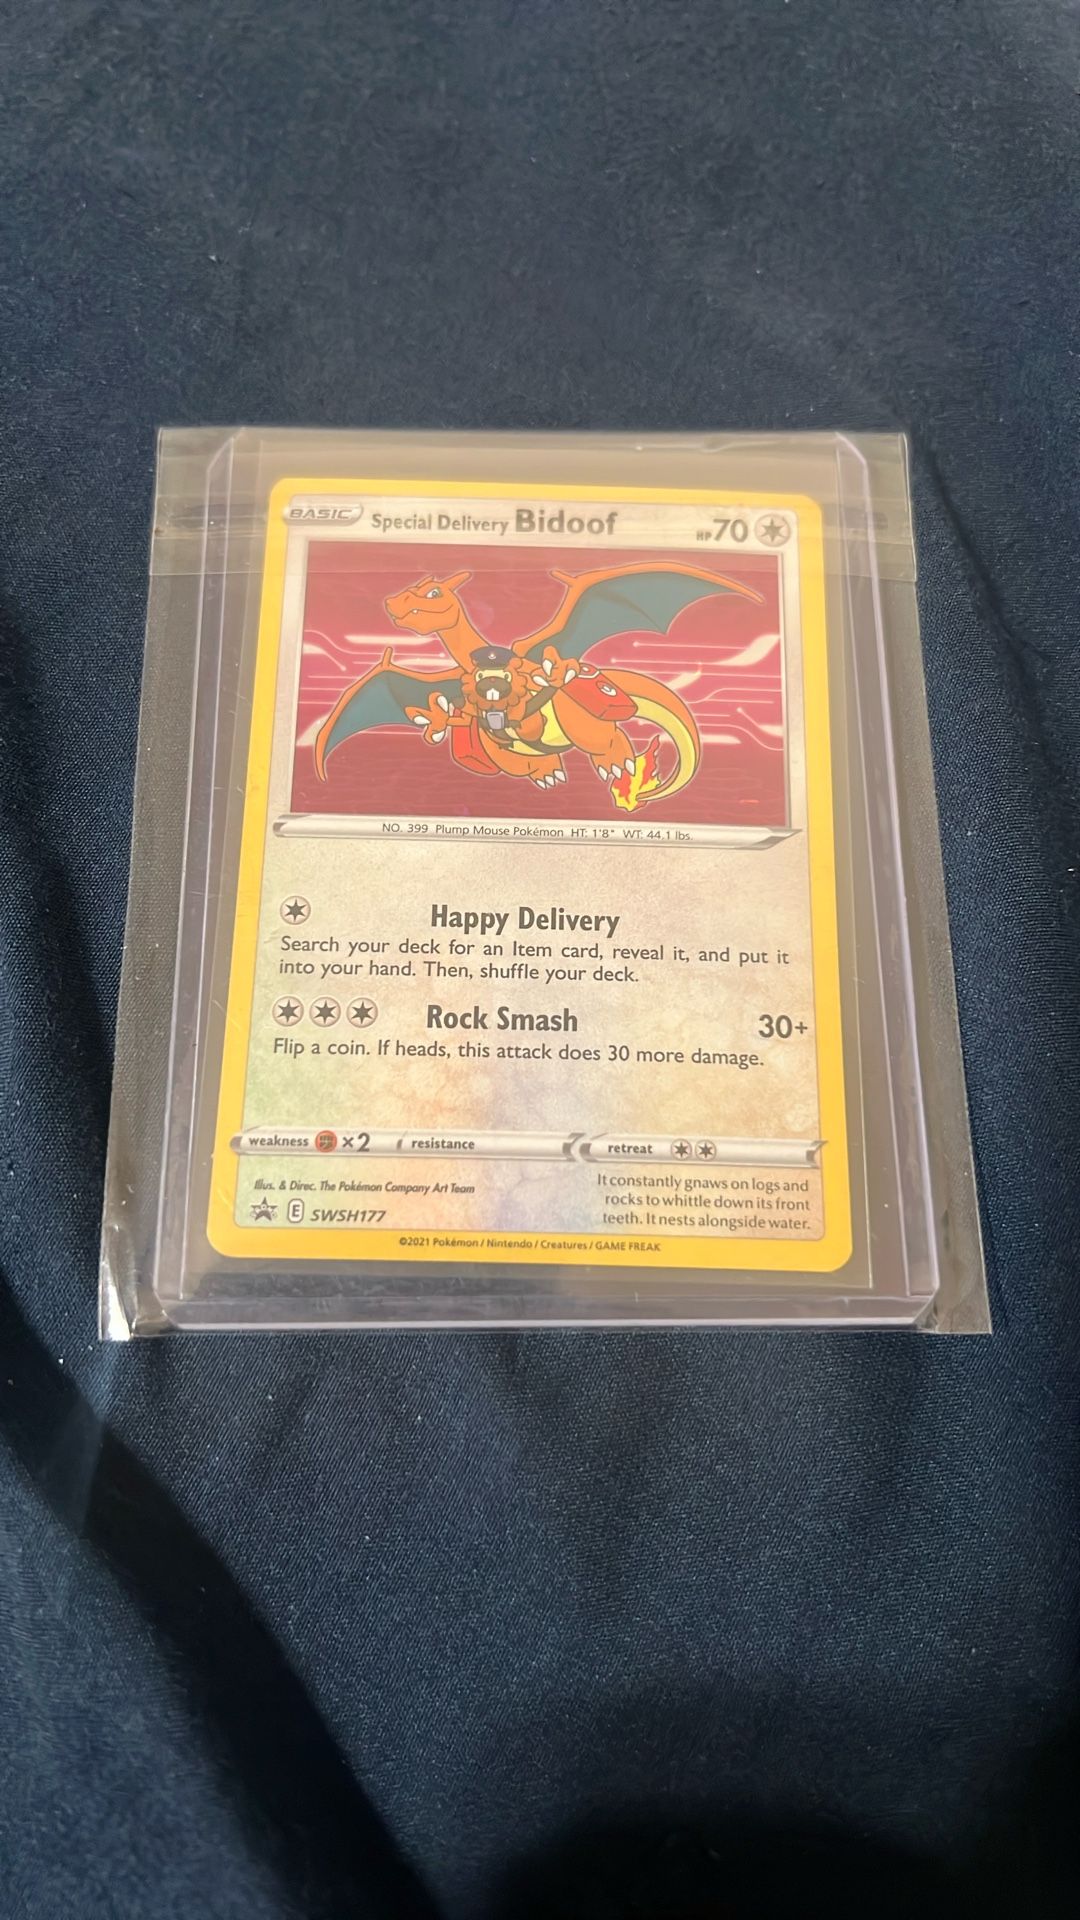 BASIC Special Delivery Bidoof HP 70
NO. 399 Plump Mouse Pokémon HT: 1'8" WT: 44.1 lbs.
Happy Delivery
Search your deck for an Item card, reveal it, and put it
into your hand. Then, shuffle your deck.
Rock Smash 30+
Flip a coin. If heads, this attack does 30 more damage.
weakness ×2 resistance retreat
Illus. & Direc. The Pokémon Company Art Team
E SWSH177
It constantly gnaws on logs and
rocks to whittle down its front
teeth. It nests alongside water.
©2021 Pokémon / Nintendo / Creatures / GAME FREAK